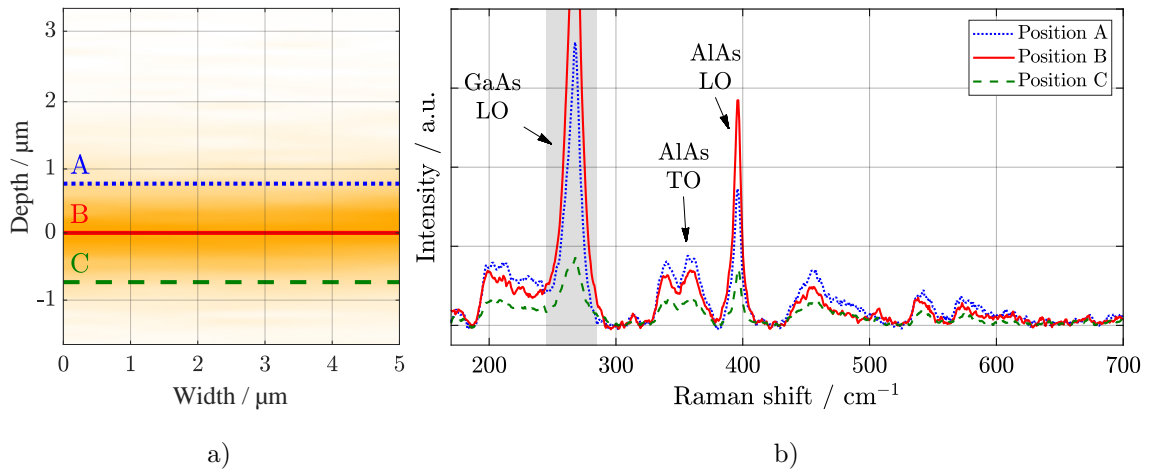 3
2
1
0
-1
Depth / μm
A
B
C
0
1
2
3
4
5
Width / μm
a)
Intensity / a.u.
GaAs
LO
AlAs
TO
AlAs
LO
Position A
Position B
Position C
200
300
400
500
600
700
Raman shift / cm⁻¹
b)